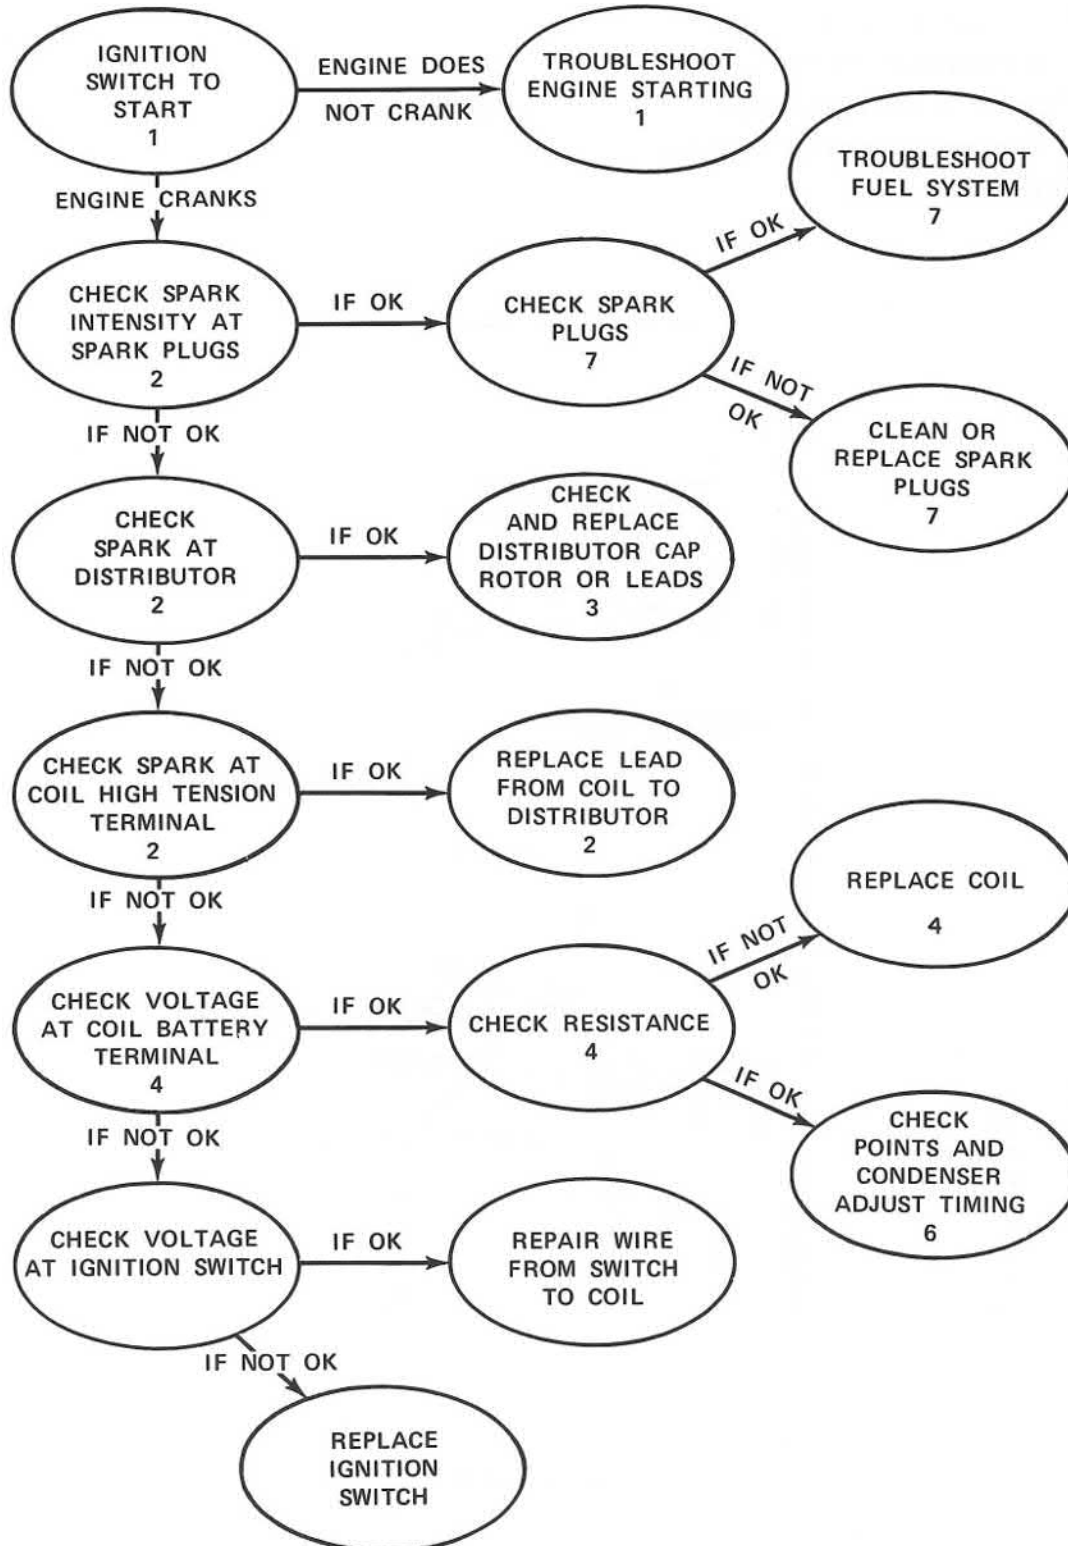 IGNITION
SWITCH TO
START
1
ENGINE DOES
NOT CRANK
TROUBLESHOOT
ENGINE STARTING
1
ENGINE CRANKS
TROUBLESHOOT
FUEL SYSTEM
7
CHECK SPARK
INTENSITY AT
SPARK PLUGS
2
IF OK
CHECK SPARK
PLUGS
7
IF OK
IF NOT
OK
CLEAN OR
REPLACE SPARK
PLUGS
7
IF NOT OK
CHECK
SPARK AT
DISTRIBUTOR
2
IF OK
CHECK
AND REPLACE
DISTRIBUTOR CAP
ROTOR OR LEADS
3
IF NOT OK
CHECK SPARK AT
COIL HIGH TENSION
TERMINAL
2
IF OK
REPLACE LEAD
FROM COIL TO
DISTRIBUTOR
2
IF NOT OK
CHECK VOLTAGE
AT COIL BATTERY
TERMINAL
4
IF OK
CHECK RESISTANCE
4
IF NOT
OK
REPLACE COIL
4
IF OK
CHECK
POINTS AND
CONDENSER
ADJUST TIMING
6
IF NOT OK
CHECK VOLTAGE
AT IGNITION SWITCH
IF OK
REPAIR WIRE
FROM SWITCH
TO COIL
IF NOT OK
REPLACE
IGNITION
SWITCH